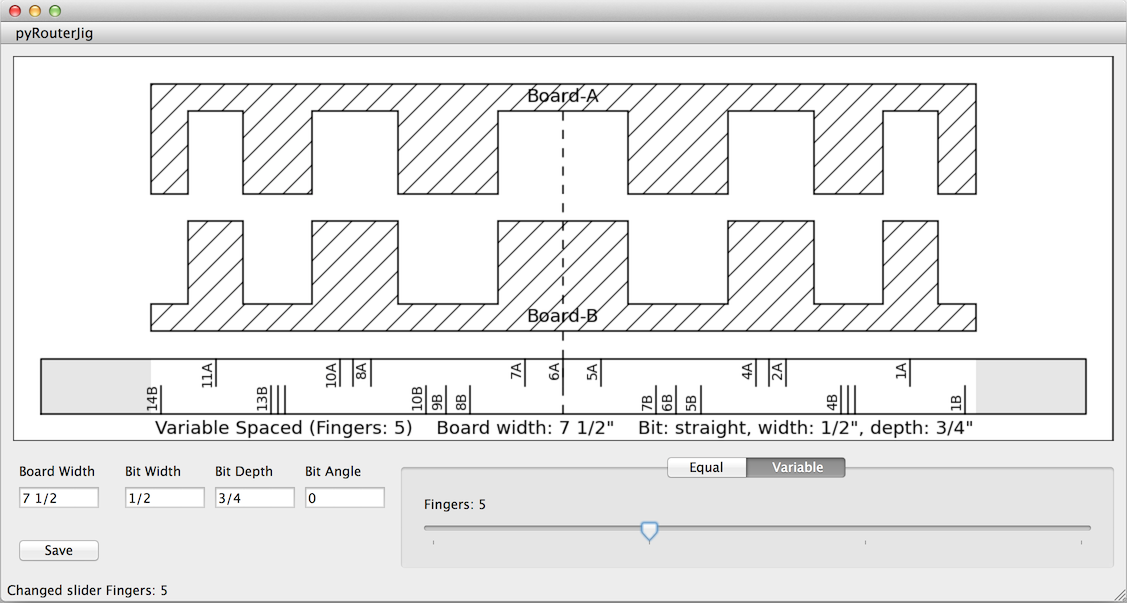 pyRouterJig
Board-A
Board-B
11A 10A 8A 7A 6A 5A 4A 2A 1A
14B 13B 10B 9B 8B 7B 6B 5B 4B 1B
Variable Spaced (Fingers: 5) Board width: 7 1/2" Bit: straight, width: 1/2", depth: 3/4"
Board Width Bit Width Bit Depth Bit Angle
7 1/2 1/2 3/4 0
Equal Variable
Fingers: 5
Save
Changed slider Fingers: 5